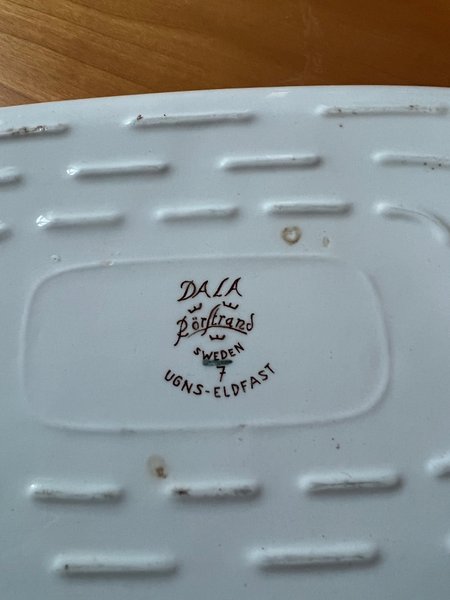 DALA
Rörstrand
SWEDEN
7
UGNS-ELDFAST